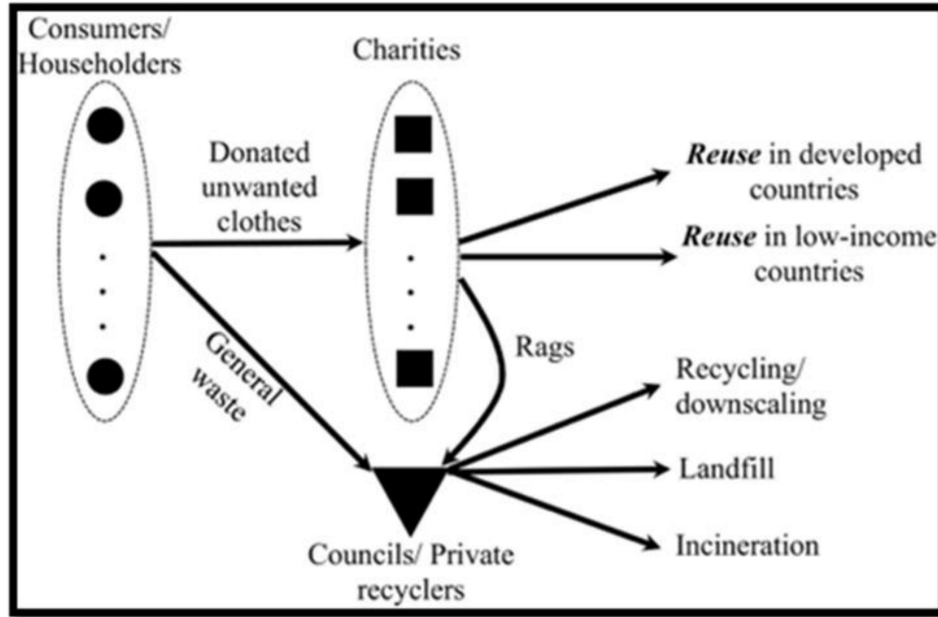 Consumers/
Householders
Charities
Donated
unwanted
clothes
Reuse in developed
countries
Reuse in low-income
countries
General
waste
Rags
Recycling/
downscaling
Landfill
Incineration
Councils/ Private
recyclers